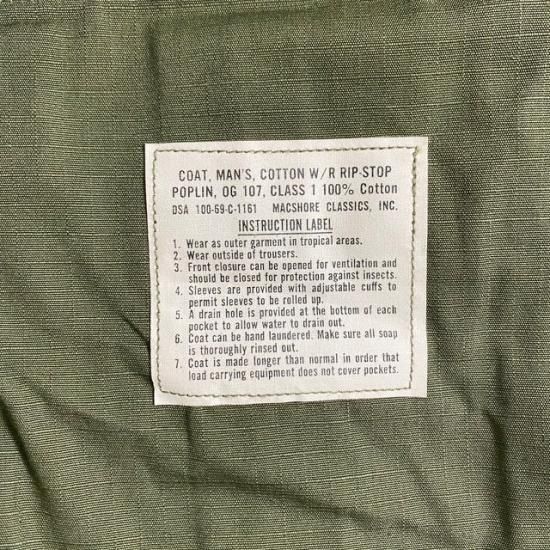 COAT, MAN'S, COTTON W/R RIP-STOP
POPLIN, OG 107, CLASS 1 100% Cotton
DSA 100-69-C-1161 MACSHORE CLASSICS, INC.
INSTRUCTION LABEL
1. Wear as outer garment in tropical areas.
2. Wear outside of trousers.
3. Front closure can be opened for ventilation and
should be closed for protection against insects.
4. Sleeves are provided with adjustable cuffs to
permit sleeves to be rolled up.
5. A drain hole is provided at the bottom of each
pocket to allow water to drain out.
6. Coat can be hand laundered. Make sure all soap
is thoroughly rinsed out.
7. Coat is made longer than normal in order that
load carrying equipment does not cover pockets.